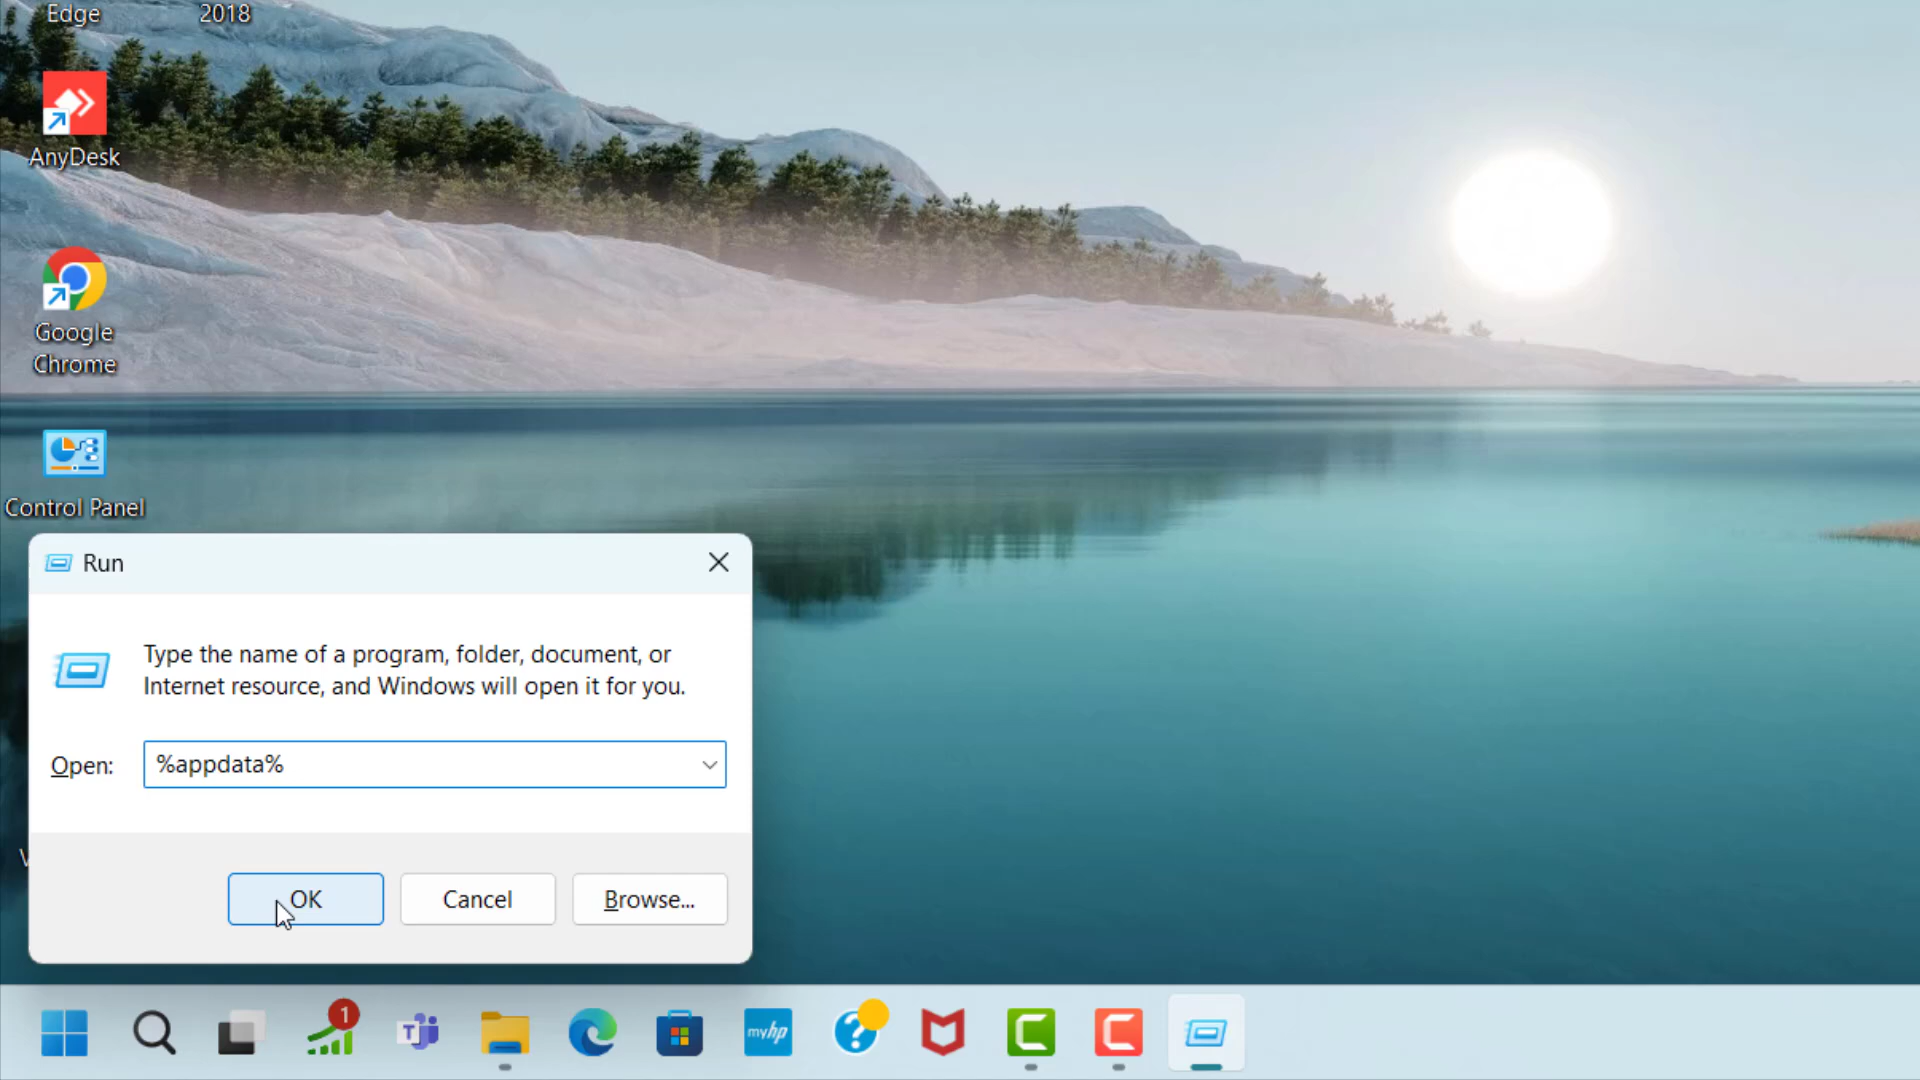 Edge
2018
AnyDesk
Google
Chrome
Control Panel
Run
Type the name of a program, folder, document, or
Internet resource, and Windows will open it for you.
Open:
%appdata%
OK
Cancel
Browse...
1
T
myhp
?